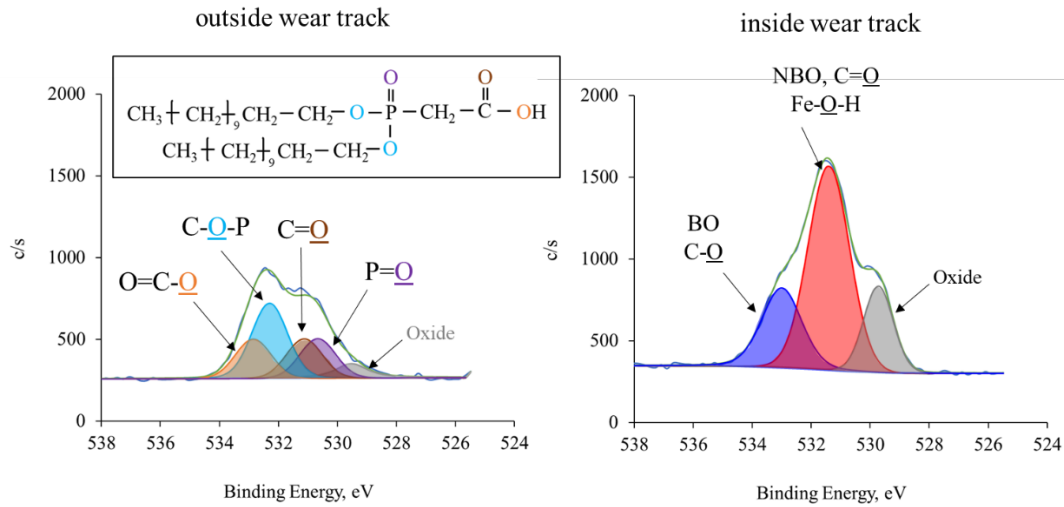 outside wear track
2000
1500
1000
500
0
538 536 534 532 530 528 526 524
c/s
Binding Energy, eV
O O
CH₃ CH₂ 9 CH₂—CH₂—O—P—CH₂—C—OH
CH₃ CH₂ 9 CH₂—CH₂—O
C-O-P
C=O
O=C-O
P=O
Oxide
inside wear track
2000
1500
1000
500
0
538 536 534 532 530 528 526 524
c/s
Binding Energy, eV
NBO, C=O
Fe-O-H
BO
C-O
Oxide